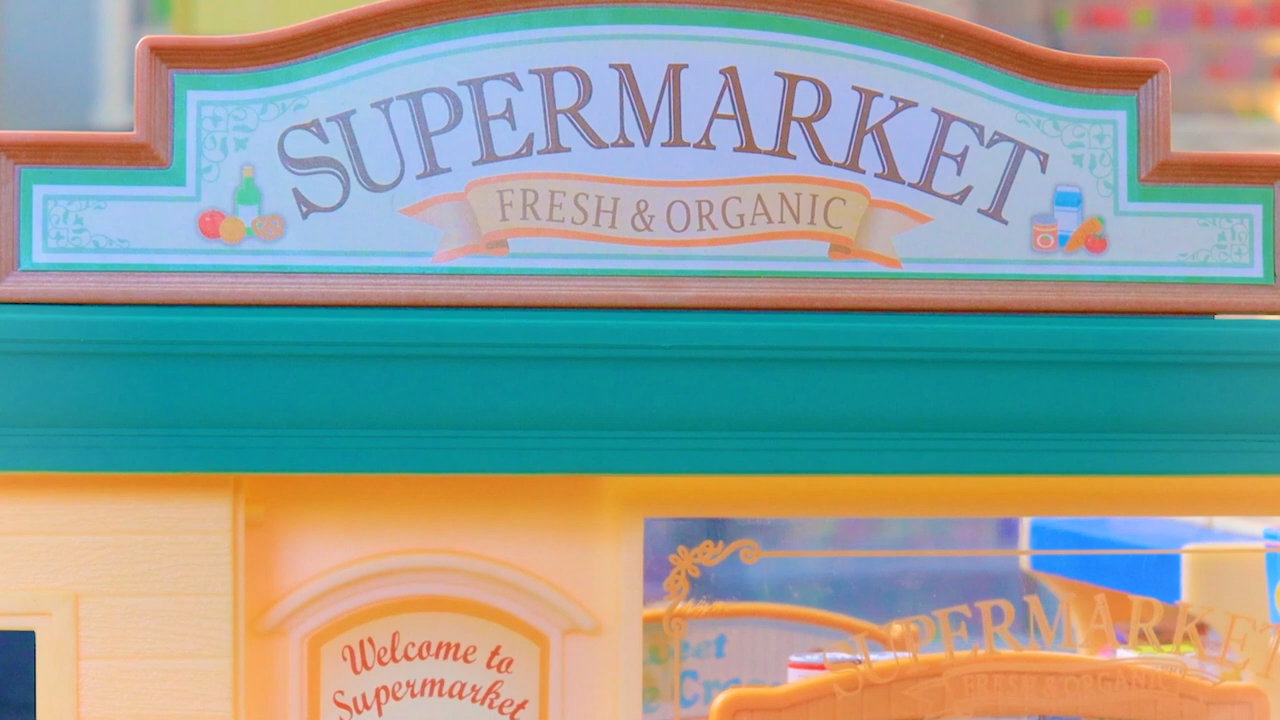 SUPERMARKET
FRESH & ORGANIC
Welcome to
Supermarket
SUPERMARKET
FRESH & ORGANIC